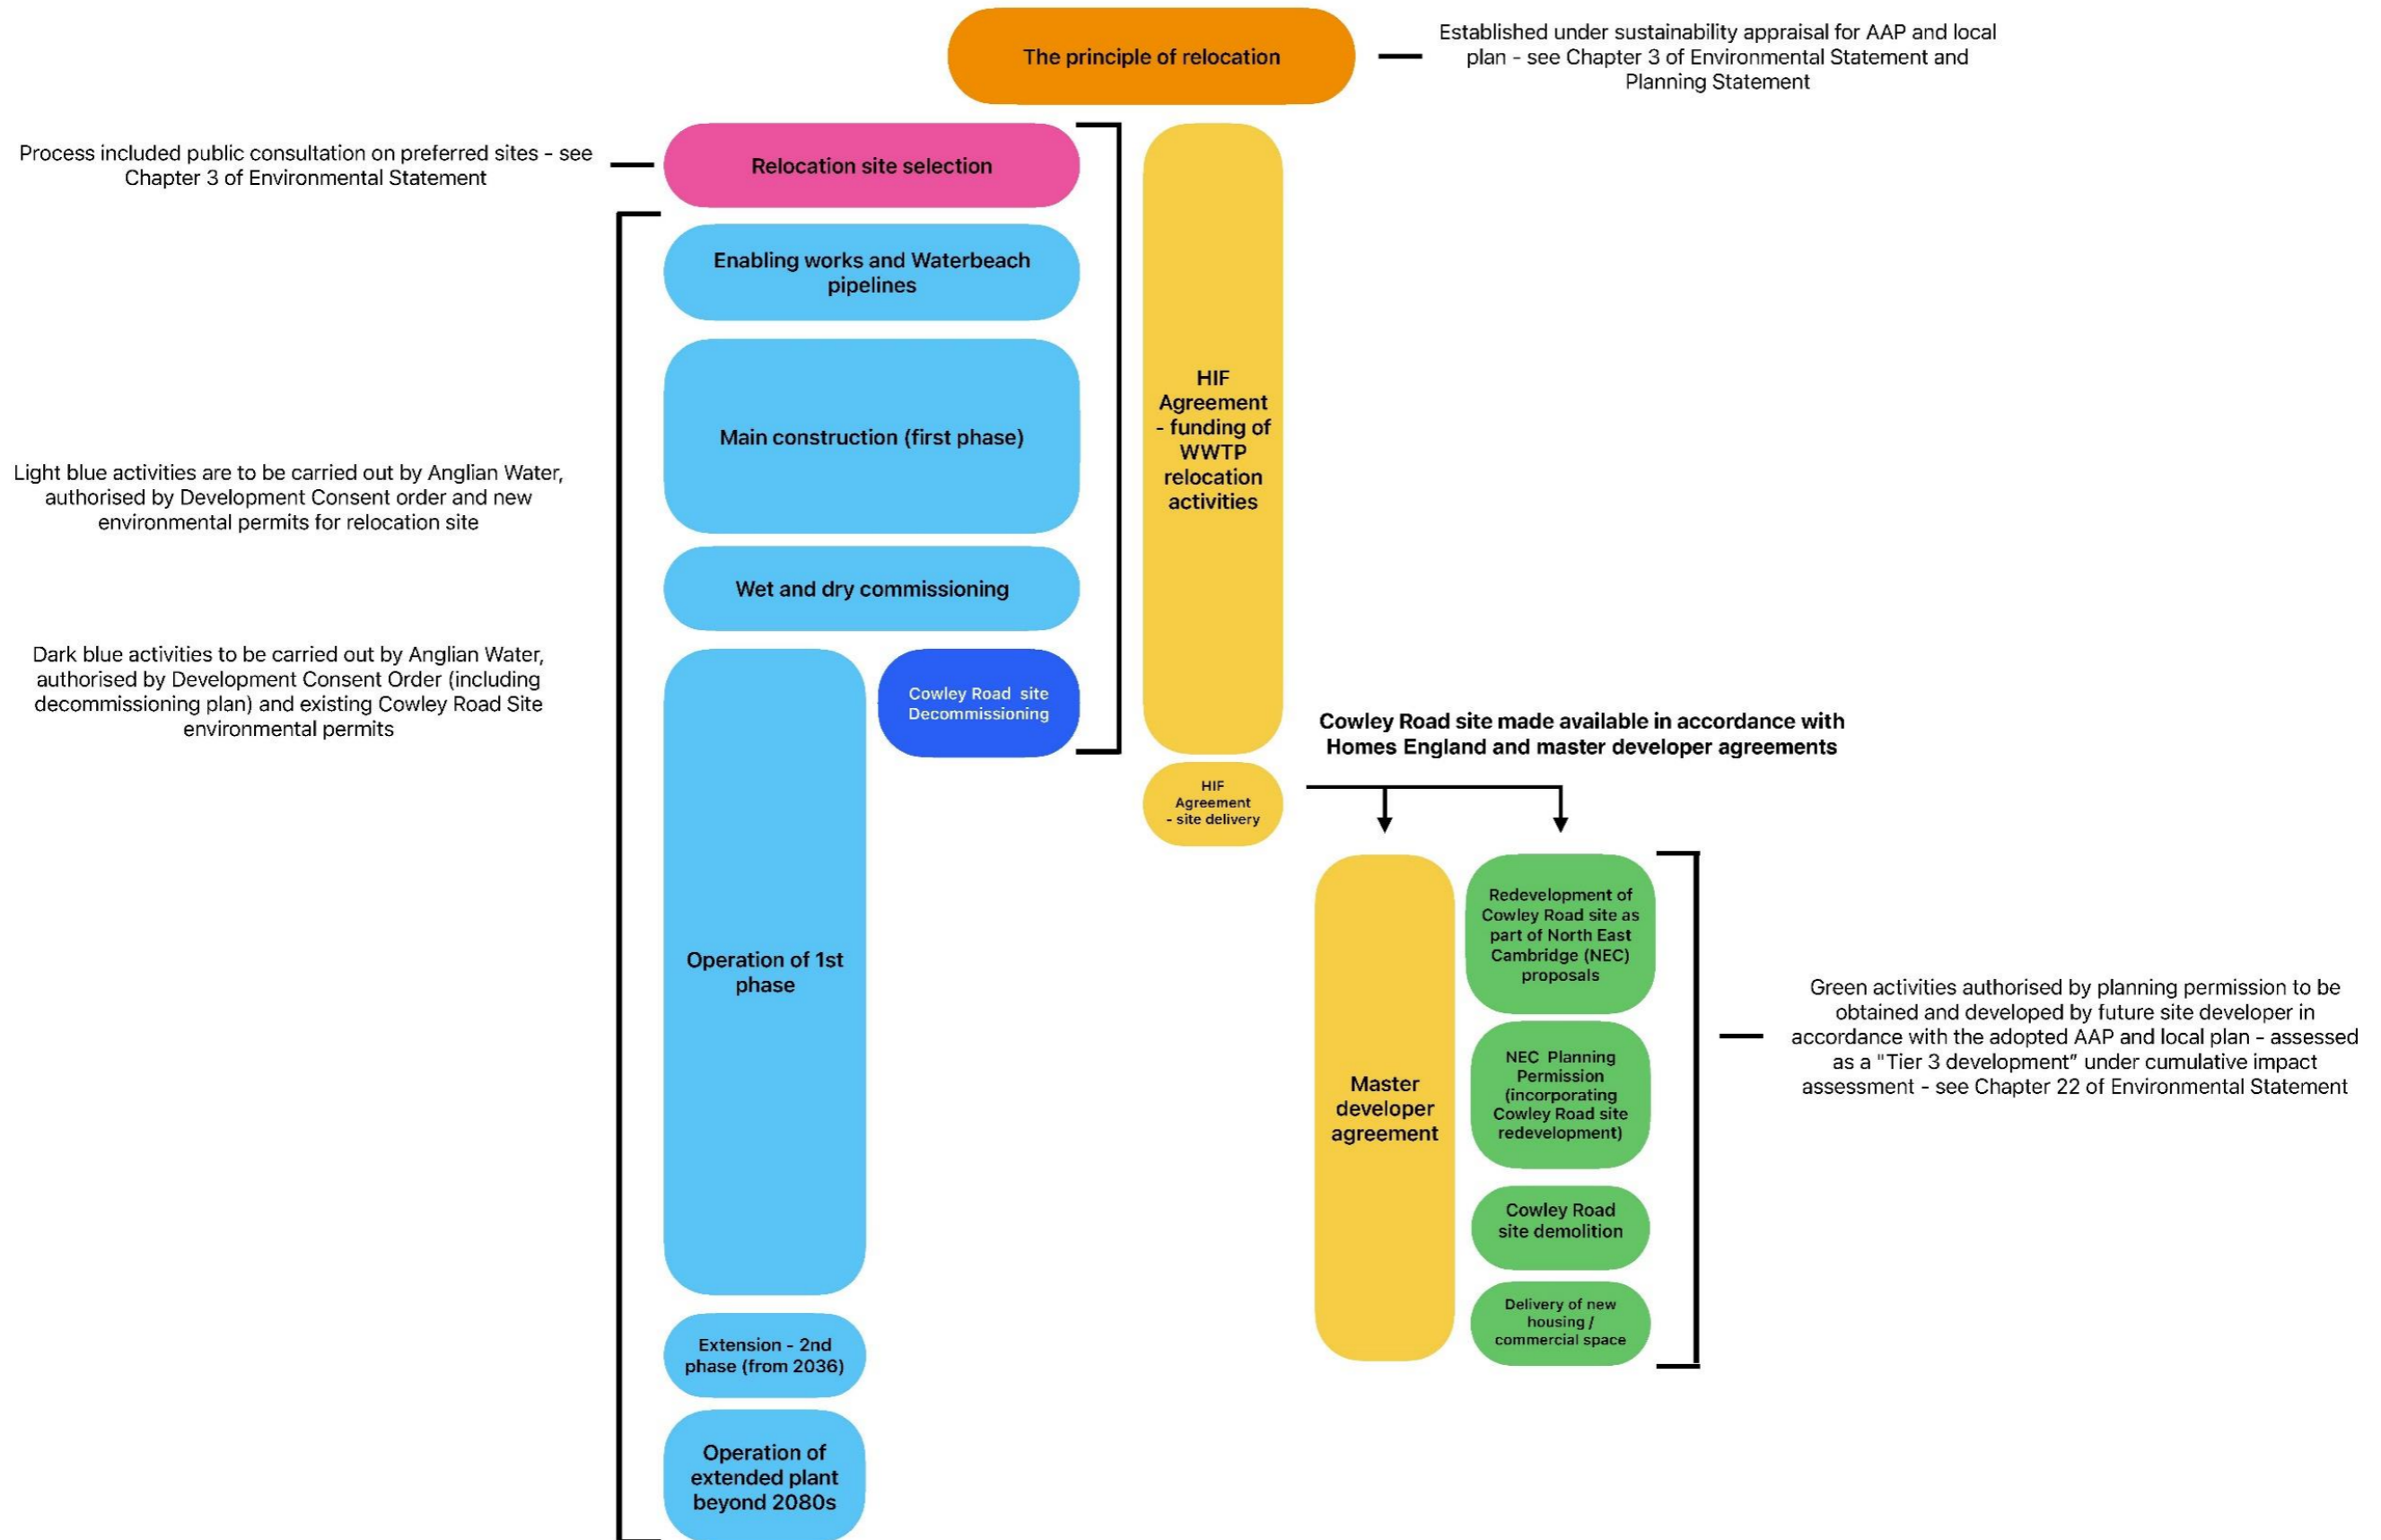 The principle of relocation
Established under sustainability appraisal for AAP and local
plan - see Chapter 3 of Environmental Statement and
Planning Statement
Process included public consultation on preferred sites - see
Chapter 3 of Environmental Statement
Relocation site selection
Enabling works and Waterbeach
pipelines
Main construction (first phase)
HIF
Agreement
- funding of
WWTP
relocation
activities
Light blue activities are to be carried out by Anglian Water,
authorised by Development Consent order and new
environmental permits for relocation site
Wet and dry commissioning
Dark blue activities to be carried out by Anglian Water,
authorised by Development Consent Order (including
decommissioning plan) and existing Cowley Road Site
environmental permits
Cowley Road site
Decommissioning
Cowley Road site made available in accordance with
Homes England and master developer agreements
HIF
Agreement
- site delivery
Operation of 1st
phase
Master
developer
agreement
Redevelopment of
Cowley Road site as
part of North East
Cambridge (NEC)
proposals
NEC Planning
Permission
(incorporating
Cowley Road site
redevelopment)
Cowley Road
site demolition
Delivery of new
housing /
commercial space
Green activities authorised by planning permission to be
obtained and developed by future site developer in
accordance with the adopted AAP and local plan - assessed
as a "Tier 3 development” under cumulative impact
assessment - see Chapter 22 of Environmental Statement
Extension - 2nd
phase (from 2036)
Operation of
extended plant
beyond 2080s